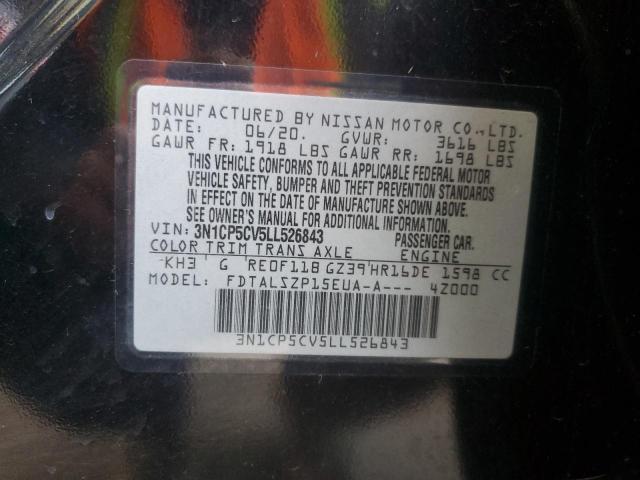 MANUFACTURED BY NISSAN MOTOR CO., LTD.
DATE: 06/20. GVWR: 3616 LBS
GAWR FR: 1918 LBS GAWR RR: 1698 LBS
THIS VEHICLE CONFORMS TO ALL APPLICABLE FEDERAL MOTOR
VEHICLE SAFETY, BUMPER AND THEFT PREVENTION STANDARDS
IN EFFECT ON THE DATE OF MANUFACTURE SHOWN ABOVE.
SEE OWNER'S MANUAL FOR ADDITIONAL INFORMATION
VIN: 3N1CP5CV5LL526843 PASSENGER CAR.
COLOR TRIM TRANS AXLE ENGINE
KH3 G RE0F11B GZ39 HR16DE 1598 CC
MODEL: FDTALSZP15EUA-A--- 4Z000
3N1CP5CV5LL526843